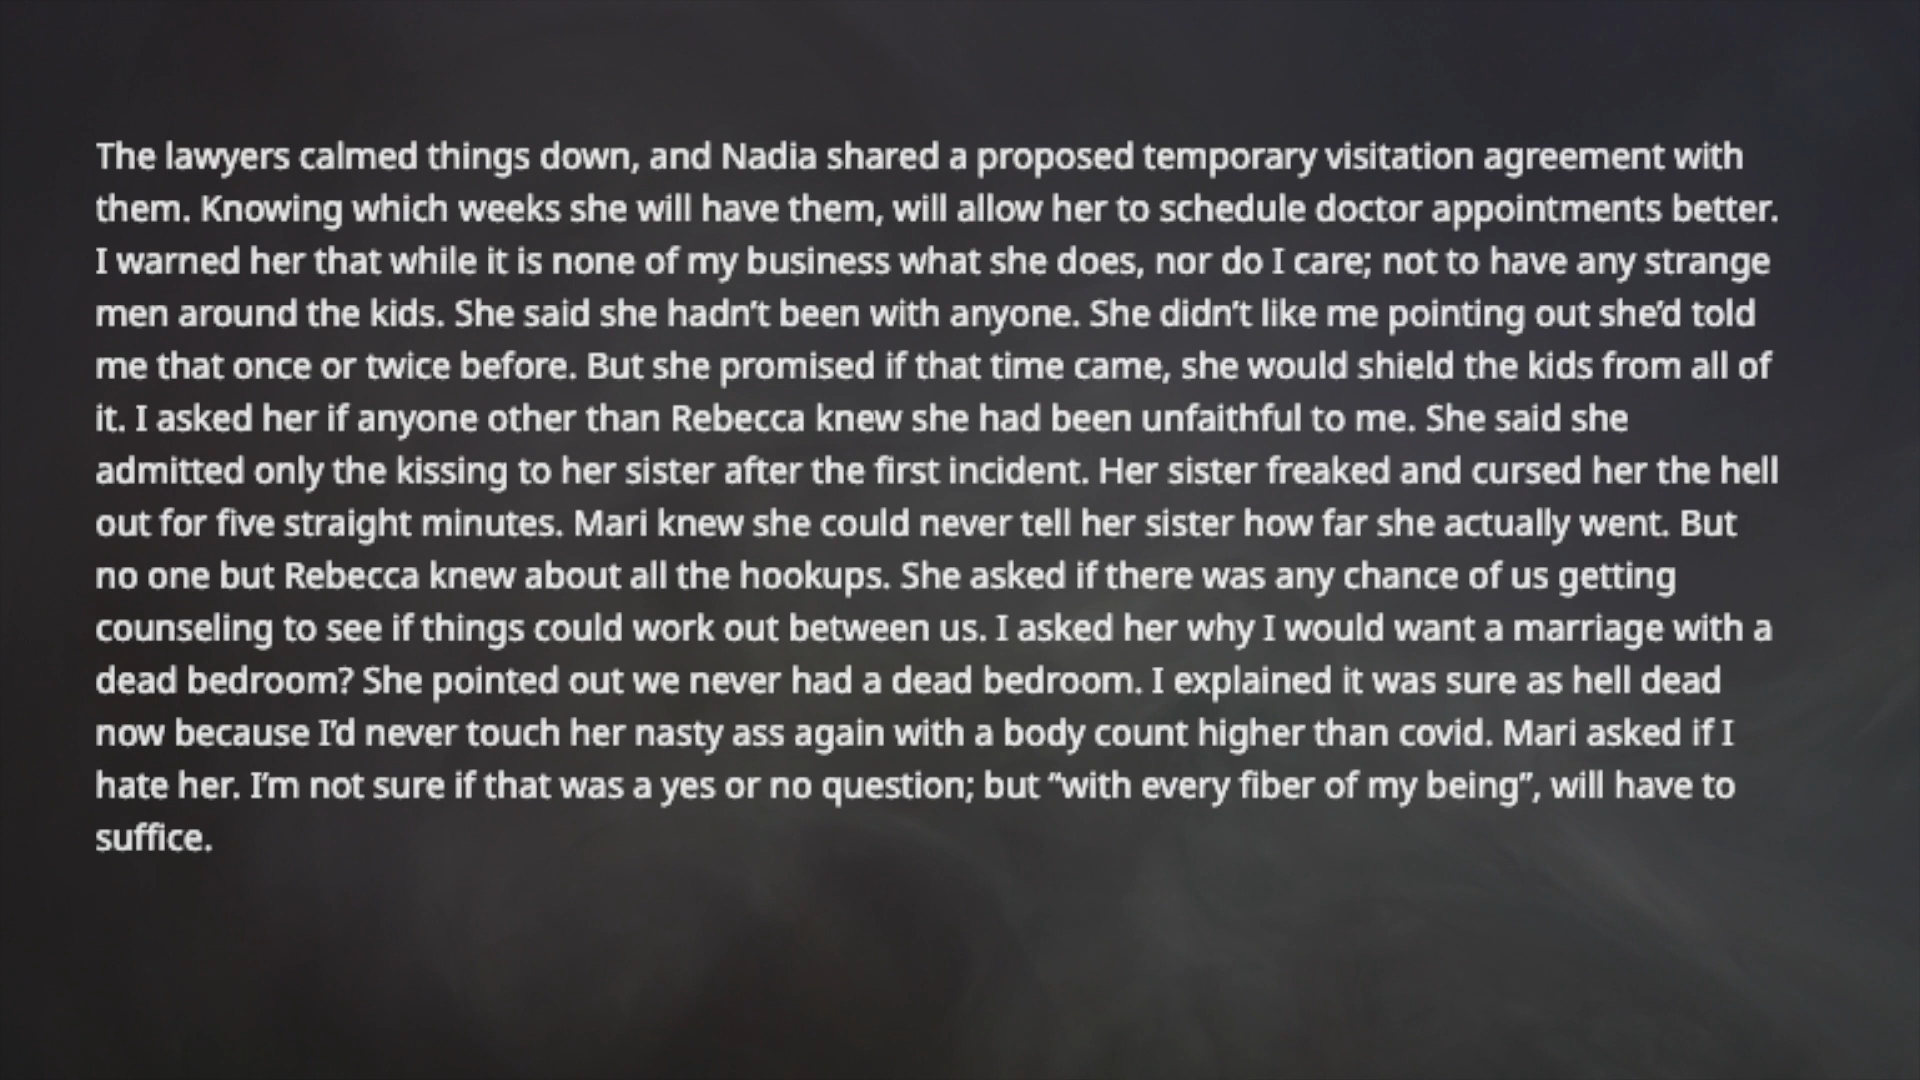 The lawyers calmed things down, and Nadia shared a proposed temporary visitation agreement with
them. Knowing which weeks she will have them, will allow her to schedule doctor appointments better.
I warned her that while it is none of my business what she does, nor do I care; not to have any strange
men around the kids. She said she hadn’t been with anyone. She didn’t like me pointing out she’d told
me that once or twice before. But she promised if that time came, she would shield the kids from all of
it. I asked her if anyone other than Rebecca knew she had been unfaithful to me. She said she
admitted only the kissing to her sister after the first incident. Her sister freaked and cursed her the hell
out for five straight minutes. Mari knew she could never tell her sister how far she actually went. But
no one but Rebecca knew about all the hookups. She asked if there was any chance of us getting
counseling to see if things could work out between us. I asked her why I would want a marriage with a
dead bedroom? She pointed out we never had a dead bedroom. I explained it was sure as hell dead
now because I’d never touch her nasty ass again with a body count higher than covid. Mari asked if I
hate her. I’m not sure if that was a yes or no question; but “with every fiber of my being”, will have to
suffice.